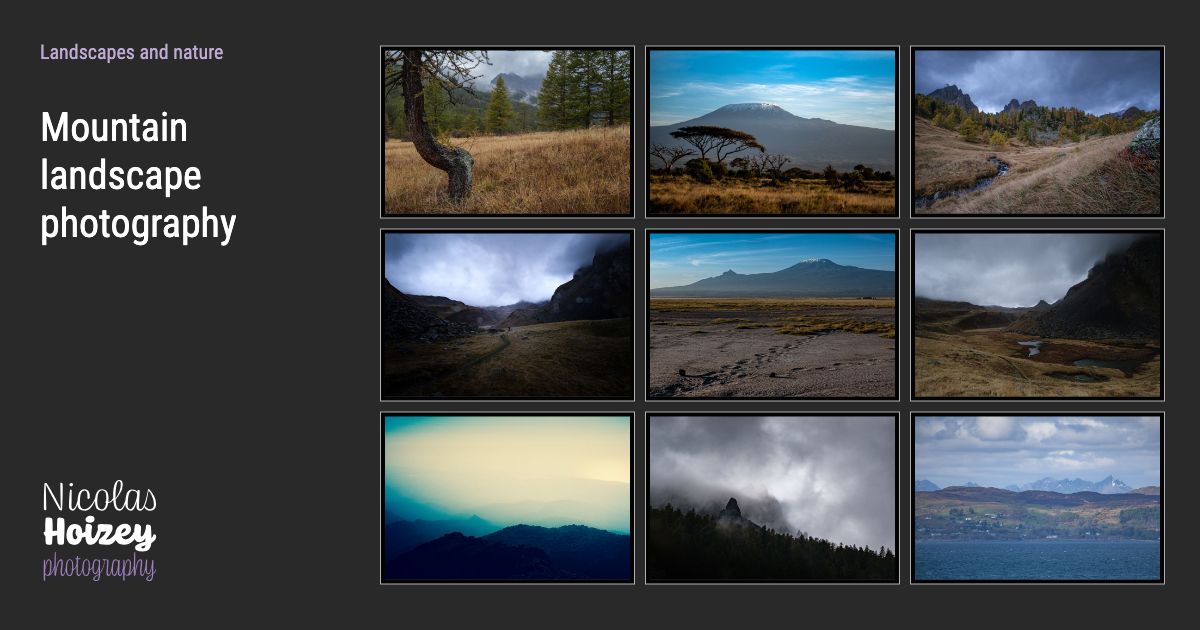 Landscapes and nature
Mountain
landscape
photography
Nicolas
Hoizey
photography